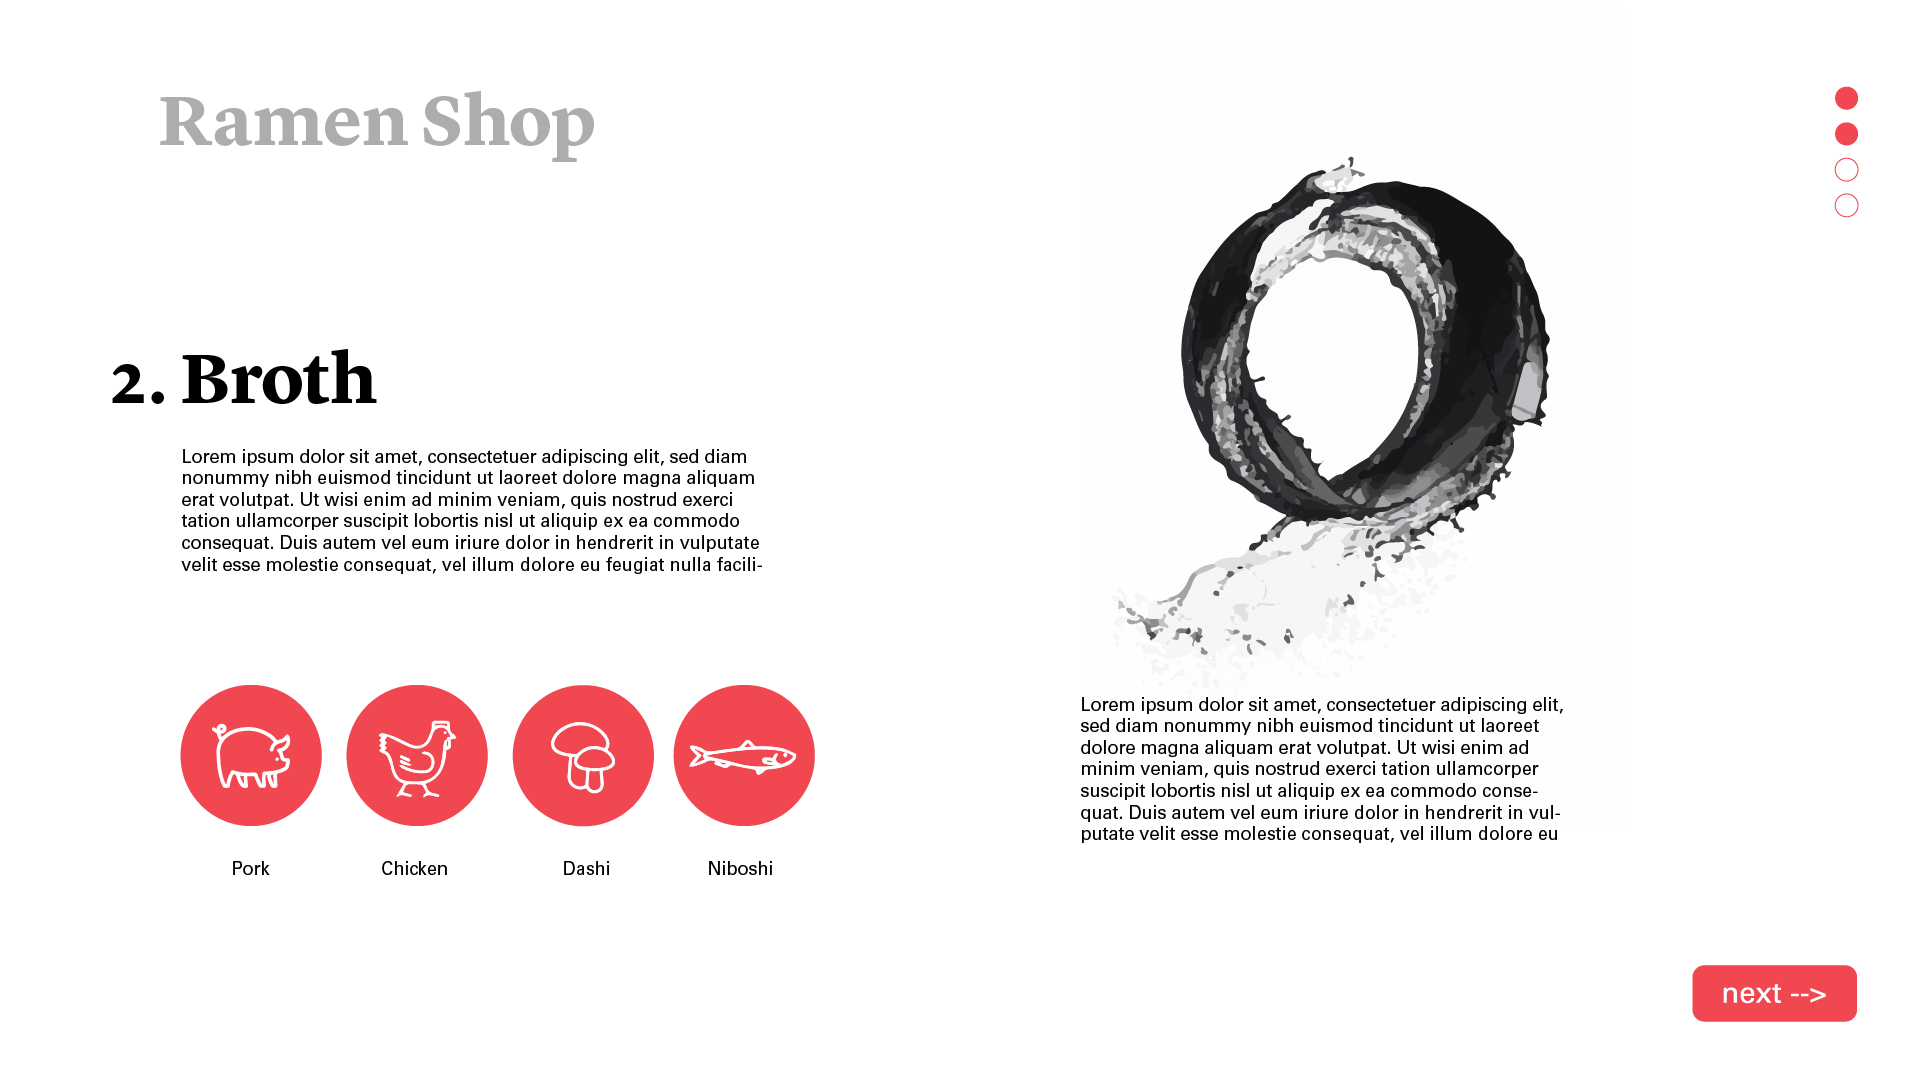 Ramen Shop
2. Broth
Lorem ipsum dolor sit amet, consectetuer adipiscing elit, sed diam
nonummy nibh euismod tincidunt ut laoreet dolore magna aliquam
erat volutpat. Ut wisi enim ad minim veniam, quis nostrud exerci
tation ullamcorper suscipit lobortis nisl ut aliquip ex ea commodo
consequat. Duis autem vel eum iriure dolor in hendrerit in vulputate
velit esse molestie consequat, vel illum dolore eu feugiat nulla facili-
Pork
Chicken
Dashi
Niboshi
Lorem ipsum dolor sit amet, consectetuer adipiscing elit,
sed diam nonummy nibh euismod tincidunt ut laoreet
dolore magna aliquam erat volutpat. Ut wisi enim ad
minim veniam, quis nostrud exerci tation ullamcorper
suscipit lobortis nisl ut aliquip ex ea commodo conse-
quat. Duis autem vel eum iriure dolor in hendrerit in vul-
putate velit esse molestie consequat, vel illum dolore eu
next -->